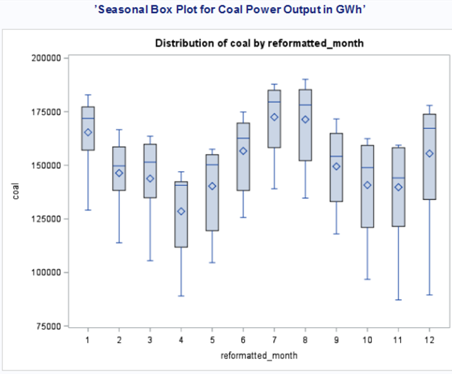 ’Seasonal Box Plot for Coal Power Output in GWh’
Distribution of coal by reformatted_month
200000
175000
150000
125000
100000
75000
coal
1 2 3 4 5 6 7 8 9 10 11 12
reformatted_month